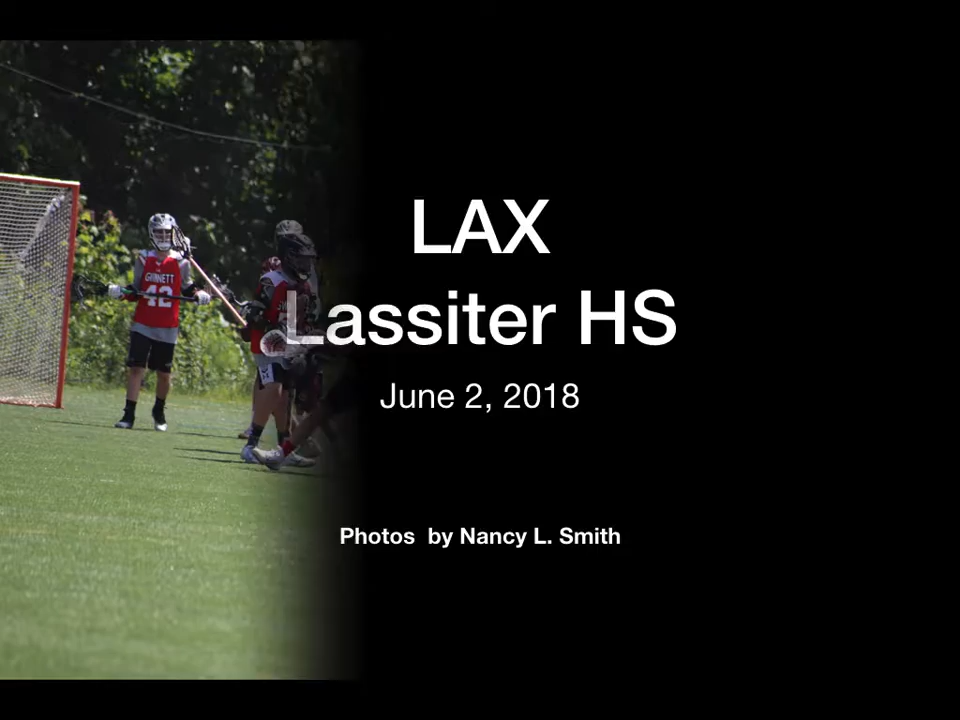 LAX
Lassiter HS
June 2, 2018
Photos by Nancy L. Smith
GWINNETT
42